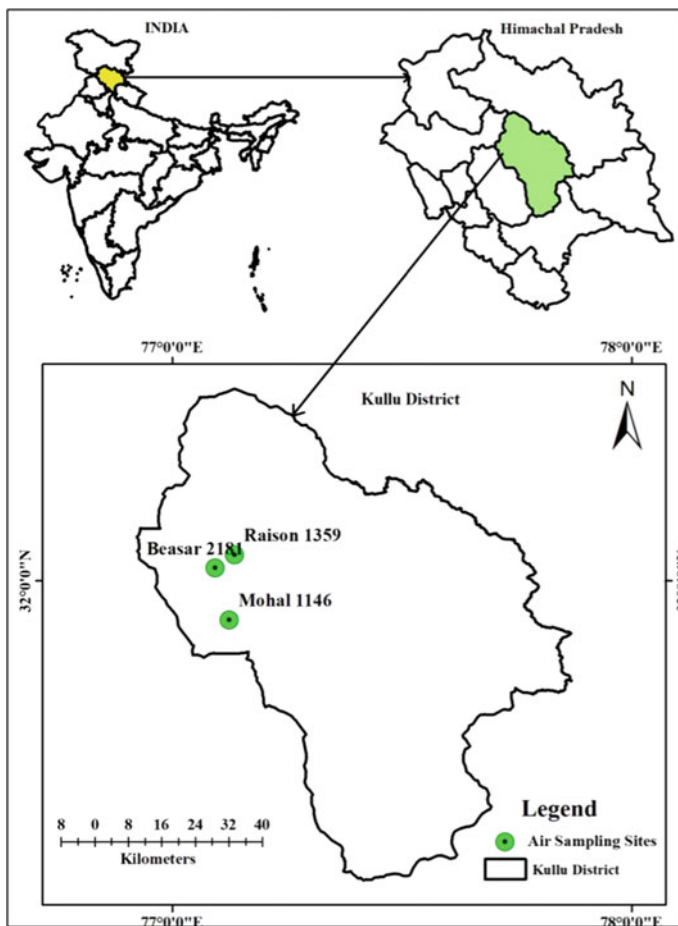 INDIA
Himachal Pradesh
77°0'0"E
78°0'0"E
Kullu District
N
Raison 1359
Beasar 2181
32°0'0"N
Mohal 1146
Legend
8 0 8 16 24 32 40
Kilometers
Air Sampling Sites
Kullu District
77°0'0"E
78°0'0"E